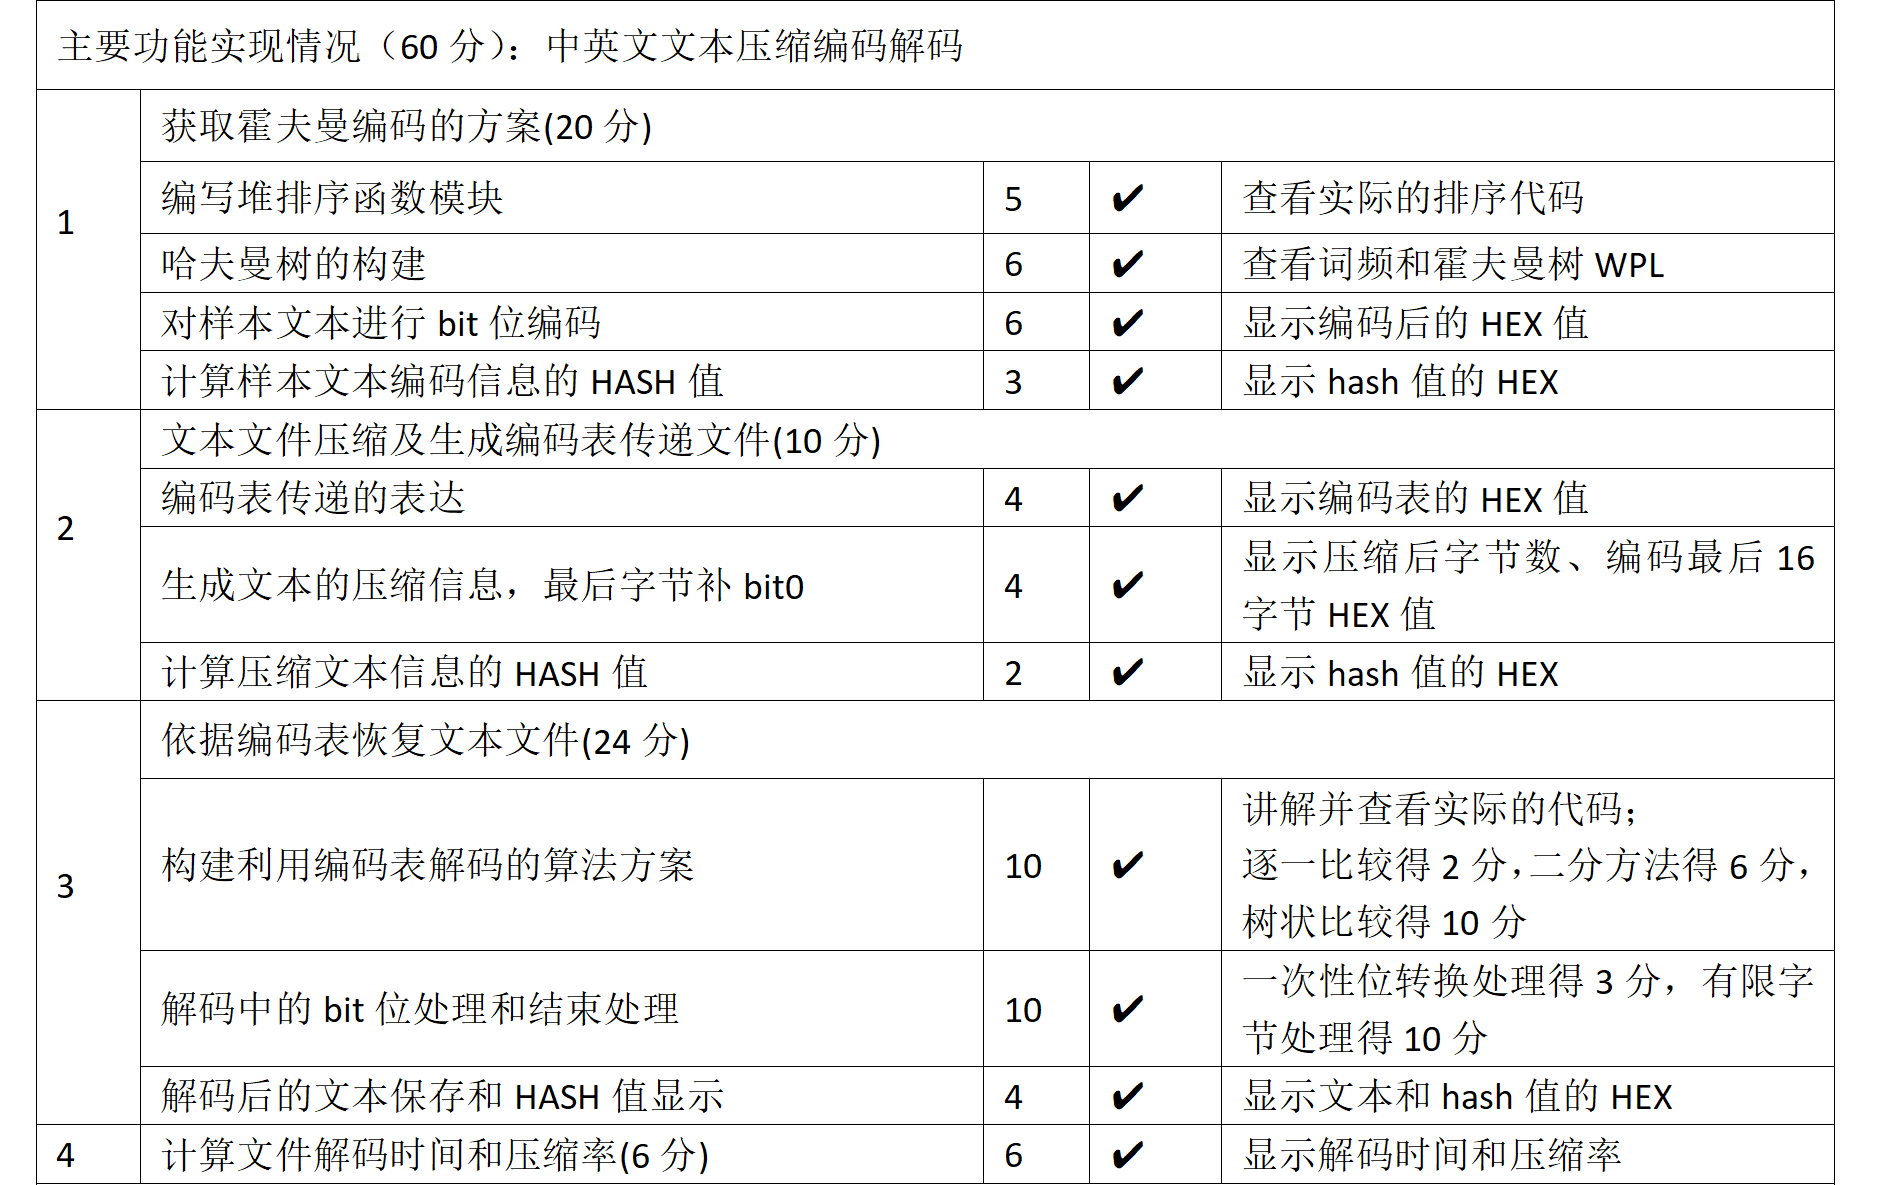 主要功能实现情况（60 分）：中英文文本压缩编码解码
1
获取霍夫曼编码的方案(20 分)
编写堆排序函数模块 5 ✔ 查看实际的排序代码
哈夫曼树的构建 6 ✔ 查看词频和霍夫曼树 WPL
对样本文本进行 bit 位编码 6 ✔ 显示编码后的 HEX 值
计算样本文本编码信息的 HASH 值 3 ✔ 显示 hash 值的 HEX
2
文本文件压缩及生成编码表传递文件(10 分)
编码表传递的表达 4 ✔ 显示编码表的 HEX 值
生成文本的压缩信息，最后字节补 bit0 4 ✔ 显示压缩后字节数、编码最后 16
字节 HEX 值
计算压缩文本信息的 HASH 值 2 ✔ 显示 hash 值的 HEX
3
依据编码表恢复文本文件(24 分)
构建利用编码表解码的算法方案 10 ✔ 讲解并查看实际的代码；
逐一比较得 2 分，二分方法得 6 分，
树状比较得 10 分
解码中的 bit 位处理和结束处理 10 ✔ 一次性位转换处理得 3 分，有限字
节处理得 10 分
解码后的文本保存和 HASH 值显示 4 ✔ 显示文本和 hash 值的 HEX
4 计算文件解码时间和压缩率(6 分) 6 ✔ 显示解码时间和压缩率